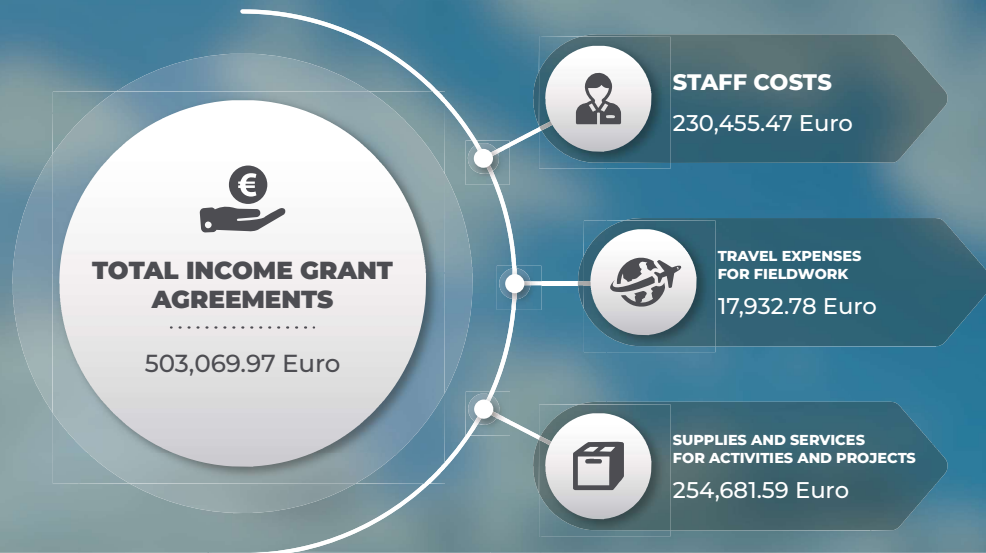 €
TOTAL INCOME GRANT
AGREEMENTS
503,069.97 Euro
STAFF COSTS
230,455.47 Euro
TRAVEL EXPENSES
FOR FIELDWORK
17,932.78 Euro
SUPPLIES AND SERVICES
FOR ACTIVITIES AND PROJECTS
254,681.59 Euro